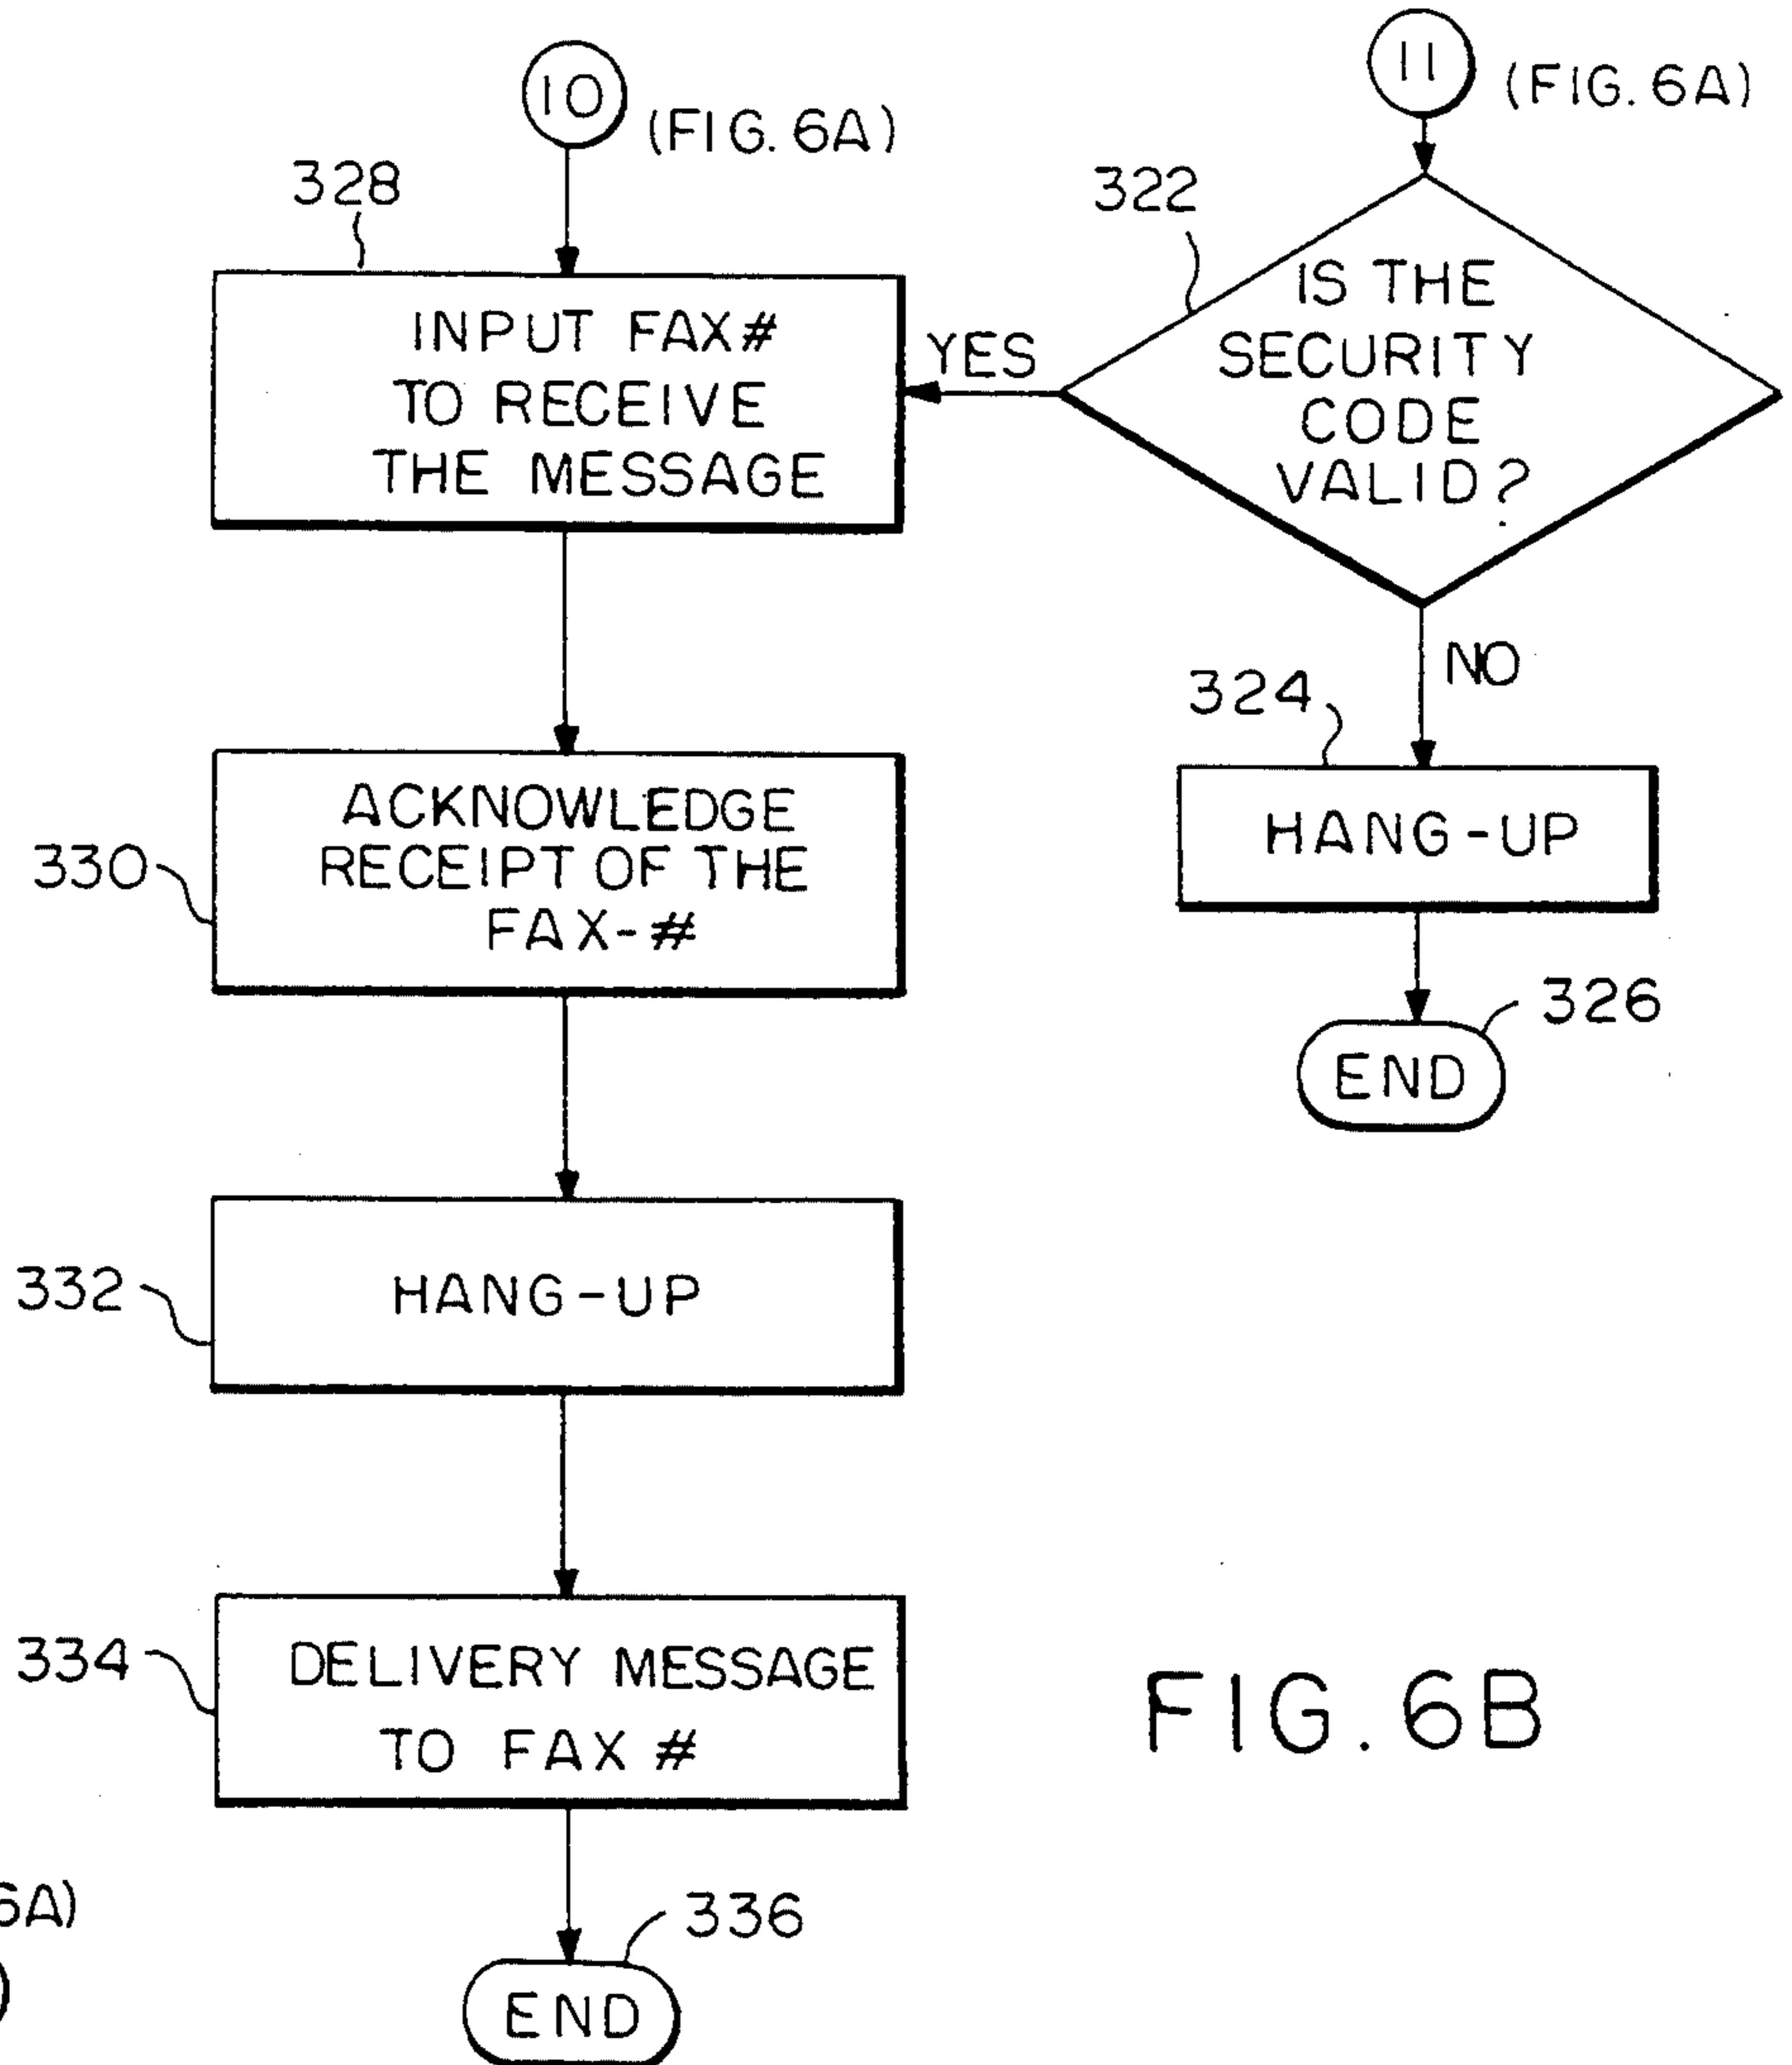 10
(FIG. 6A)
328
INPUT FAX#
TO RECEIVE
THE MESSAGE
11
(FIG. 6A)
322
IS THE
SECURITY
CODE
VALID?
YES
NO
324
HANG-UP
326
END
330
ACKNOWLEDGE
RECEIPT OF THE
FAX-#
332
HANG-UP
334
DELIVERY MESSAGE
TO FAX #
336
END
FIG. 6B
6A)